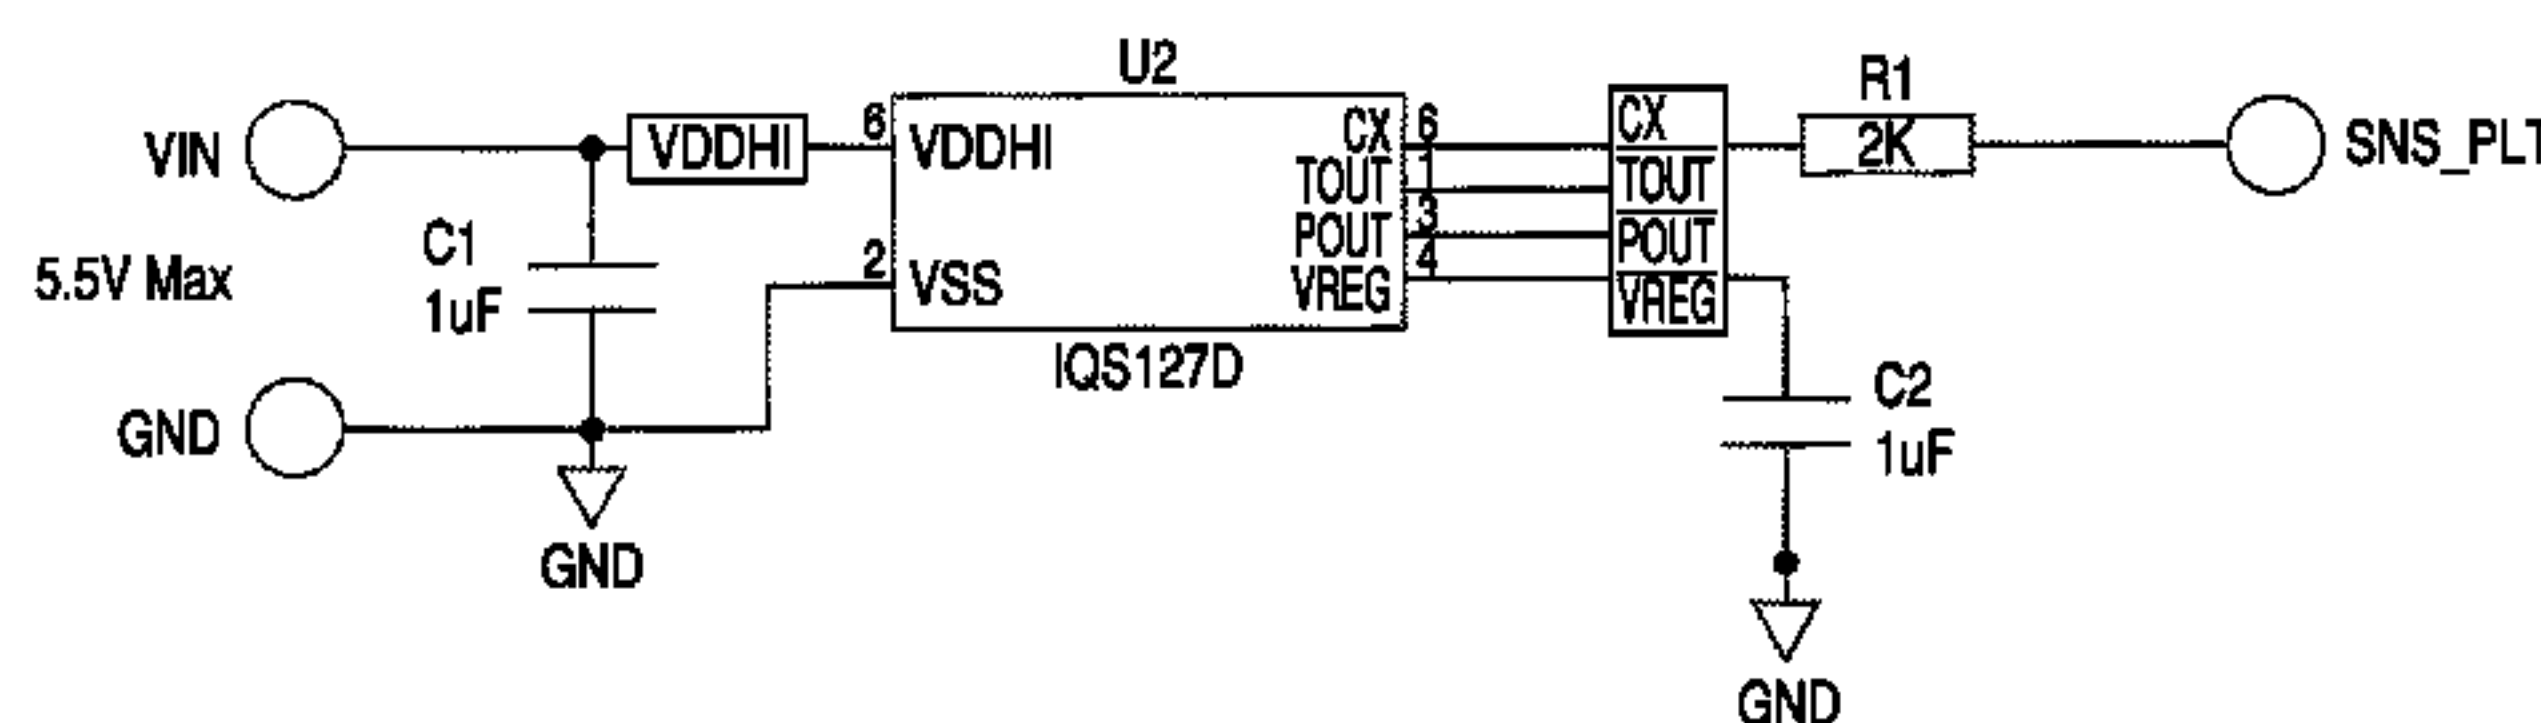 U2
R1
VIN
VDDHI
6
VDDHI
CX
6
CX
2K
SNS_PLT
TOUT
1
TOUT
POUT
3
POUT
C1
1uF
5.5V Max
2
VSS
VREG
4
VREG
IQS127D
C2
1uF
GND
GND
GND